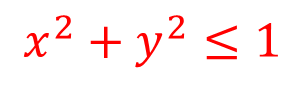 x² + y² ≤ 1